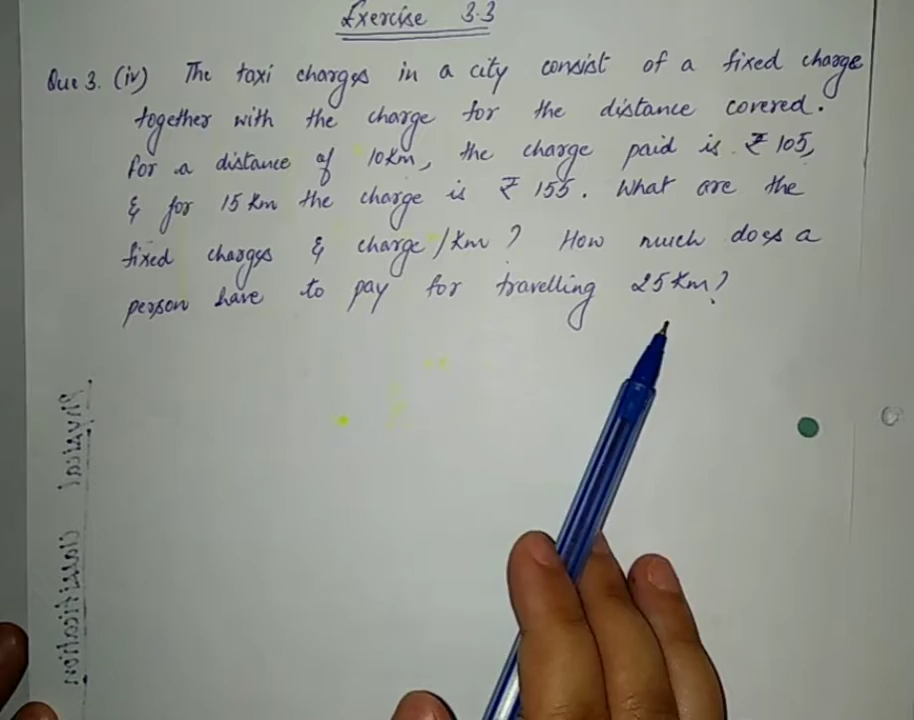 Exercise 3.3
Que 3. (iv) The taxi charges in a city consist of a fixed charge
together with the charge for the distance covered.
For a distance of 10 Km, the charge paid is ₹ 105,
& for 15 Km the charge is ₹ 155. What are the
fixed charges & charge/Km? How much does a
person have to pay for travelling 25 Km?